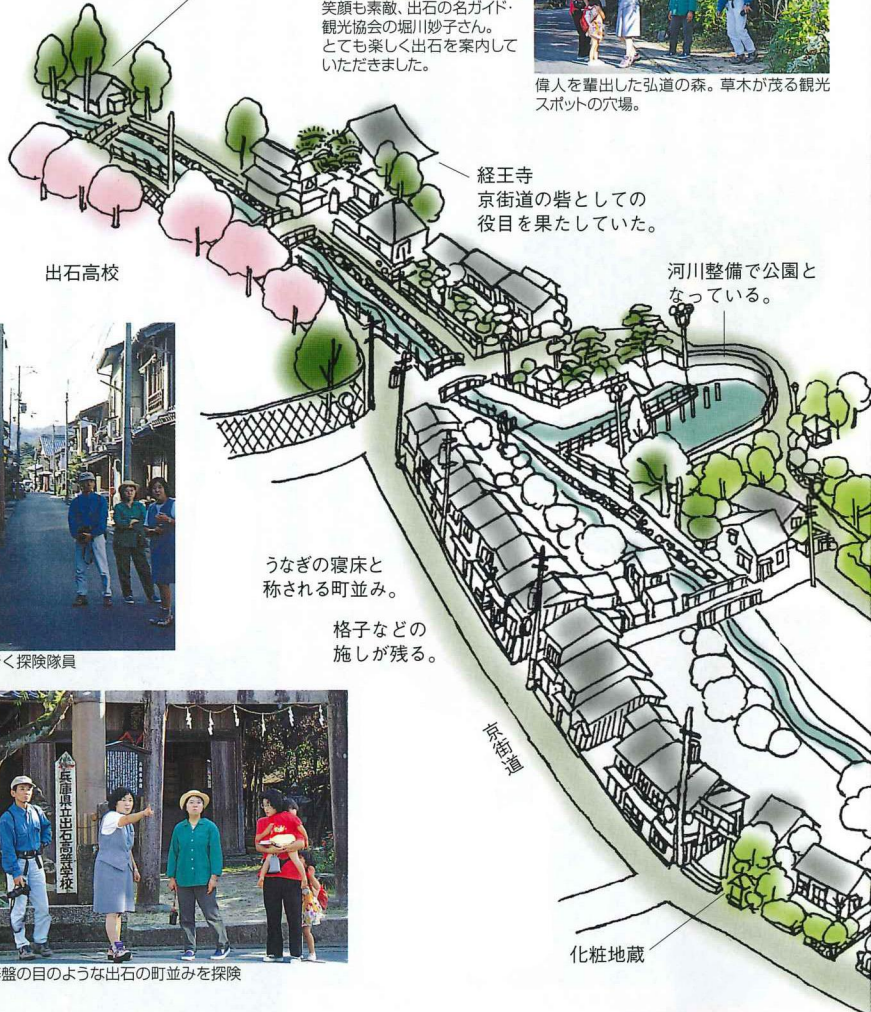 笑顔も素敵、出石の名ガイド・
観光協会の堀川妙子さん。
とても楽しく出石を案内して
いただきました。
偉人を輩出した弘道の森。草木が茂る観光
スポットの穴場。
経王寺
京街道の砦としての
役目を果たしていた。
出石高校
河川整備で公園と
なっている。
うなぎの寝床と
称される町並み。
格子などの
施しが残る。
く探険隊員
京街道
兵庫県立出石高等学校
盤の目のような出石の町並みを探険
化粧地蔵